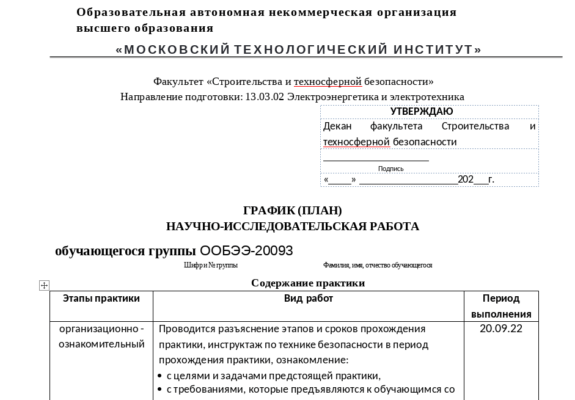 Образовательная автономная некоммерческая организация
высшего образования
«МОСКОВСКИЙ ТЕХНОЛОГИЧЕСКИЙ ИНСТИТУТ»
Факультет «Строительства и техносферной безопасности»
Направление подготовки: 13.03.02 Электроэнергетика и электротехника
УТВЕРЖДАЮ
Декан факультета Строительства и
техносферной безопасности
____________________
Подпись
«____» ___________________202___г.
ГРАФИК (ПЛАН)
НАУЧНО-ИССЛЕДОВАТЕЛЬСКАЯ РАБОТА
обучающегося группы ООБЭЭ-20093
Шифр и № группы Фамилия, имя, отчество обучающегося
Содержание практики
Этапы практики Вид работ Период
выполнения
организационно - Проводится разъяснение этапов и сроков прохождения 20.09.22
ознакомительный практики, инструктаж по технике безопасности в период
прохождения практики, ознакомление:
• с целями и задачами предстоящей практики,
• с требованиями, которые предъявляются к обучающимся со